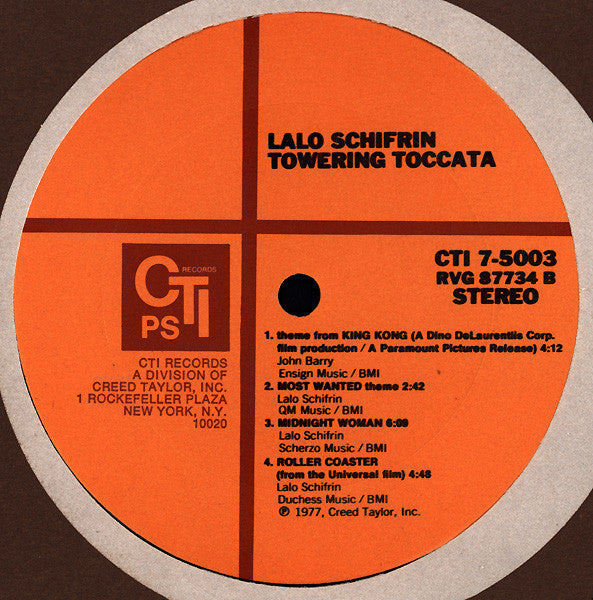 LALO SCHIFRIN
TOWERING TOCCATA
CTI 7-5003
RVG 87734 B
STEREO
CTI
RECORDS
PS
CTI RECORDS
A DIVISION OF
CREED TAYLOR, INC.
1 ROCKEFELLER PLAZA
NEW YORK, N.Y.
10020
1. theme from KING KONG (A Dino DeLaurentiis Corp.
film production / A Paramount Pictures Release) 4:12
John Barry
Ensign Music / BMI
2. MOST WANTED theme 2:42
Lalo Schifrin
QM Music / BMI
3. MIDNIGHT WOMAN 6:09
Lalo Schifrin
Scherzo Music / BMI
4. ROLLER COASTER
(from the Universal film) 4:48
Lalo Schifrin
Duchess Music / BMI
℗ 1977, Creed Taylor, Inc.